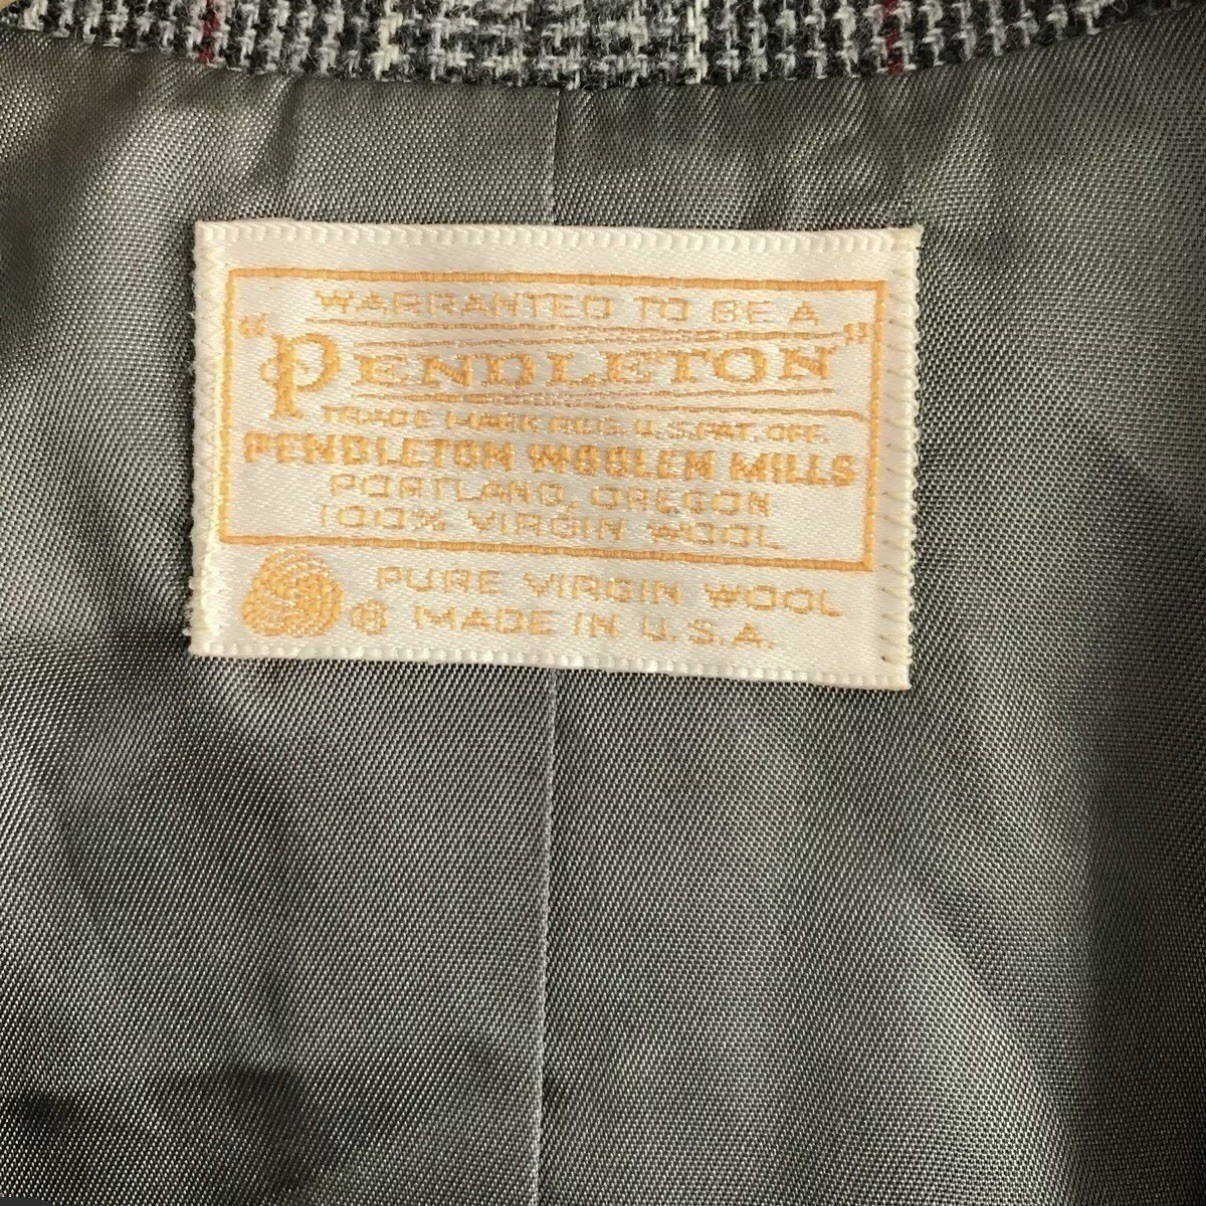 WARRANTED TO BE A
"PENDLETON"
TRADE MARK REG. U.S.PAT. OFF.
PENDLETON WOOLEN MILLS
PORTLAND, OREGON
100% VIRGIN WOOL
PURE VIRGIN WOOL
® MADE IN U.S.A.